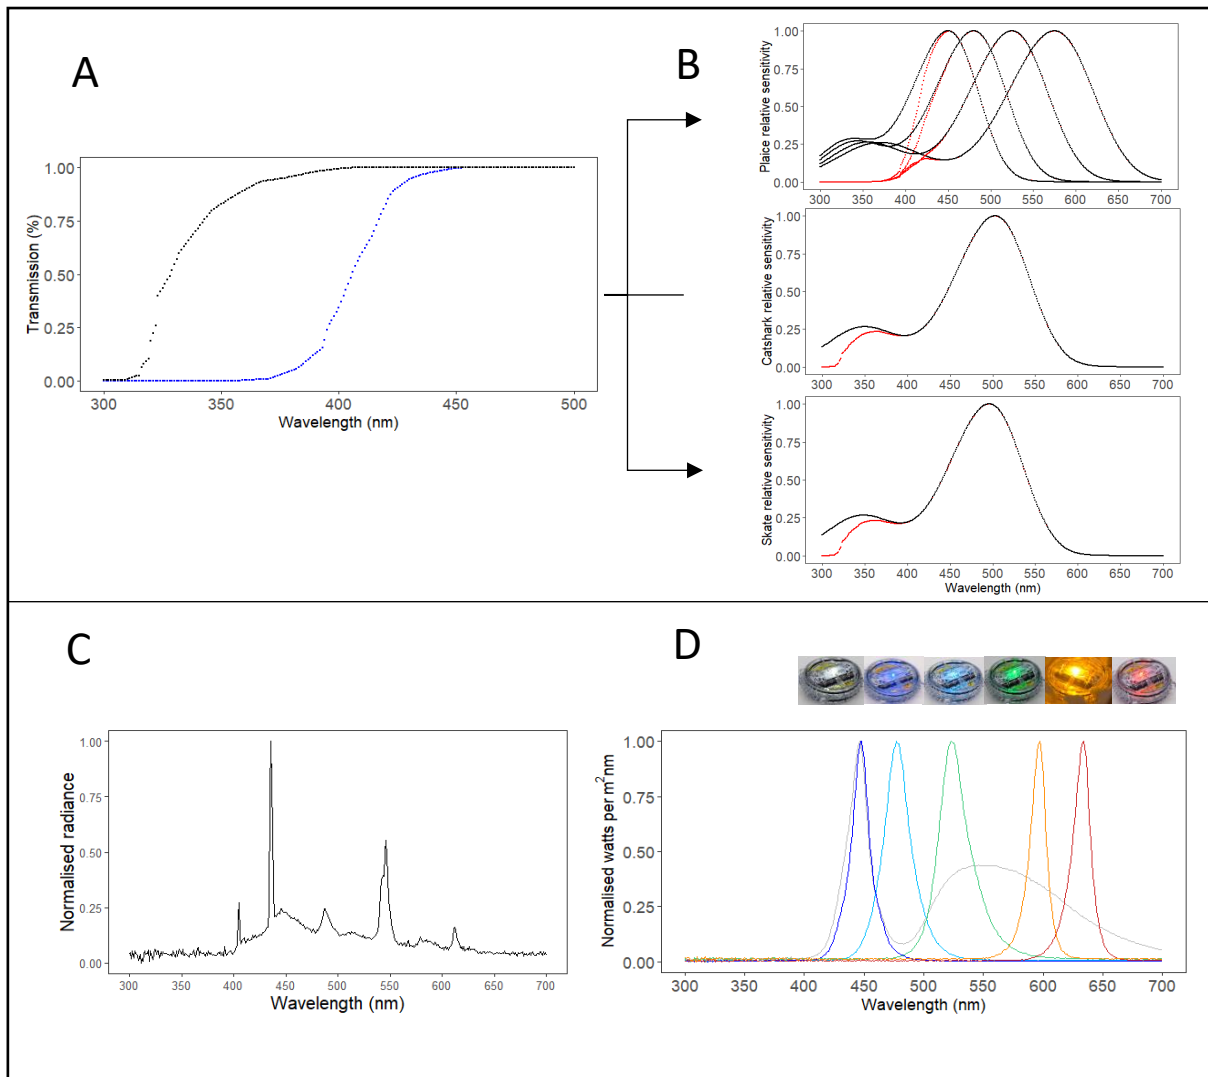 A
Transmission (%)
1.00
0.75
0.50
0.25
0.00
300 350 400 450 500
Wavelength (nm)
B
Plaice relative sensitivity
1.00
0.75
0.50
0.25
0.00
300 350 400 450 500 550 600 650 700
Catshark relative sensitivity
1.00
0.75
0.50
0.25
0.00
300 350 400 450 500 550 600 650 700
Skate relative sensitivity
1.00
0.75
0.50
0.25
0.00
300 350 400 450 500 550 600 650 700
Wavelength (nm)
C
Normalised radiance
1.00
0.75
0.50
0.25
0.00
300 350 400 450 500 550 600 650 700
Wavelength (nm)
D
Normalised watts per m²nm
1.00
0.75
0.50
0.25
0.00
300 350 400 450 500 550 600 650 700
Wavelength (nm)